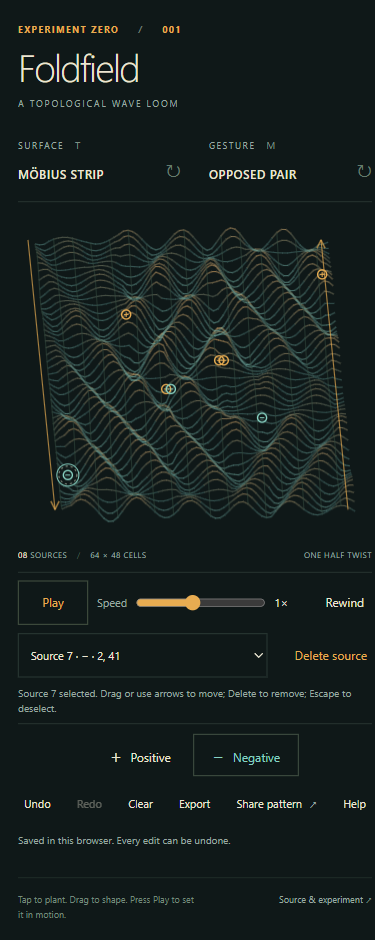 EXPERIMENT ZERO / 001
Foldfield
A TOPOLOGICAL WAVE LOOM
SURFACE T
GESTURE M
MÖBIUS STRIP ↻
OPPOSED PAIR ↻
08 SOURCES / 64 × 48 CELLS
ONE HALF TWIST
Play
Speed
1×
Rewind
Source 7 · − · 2, 41
Delete source
Source 7 selected. Drag or use arrows to move; Delete to remove; Escape to
deselect.
+ Positive
− Negative
Undo
Redo
Clear
Export
Share pattern ↗
Help
Saved in this browser. Every edit can be undone.
Tap to plant. Drag to shape. Press Play to set
it in motion.
Source & experiment ↗